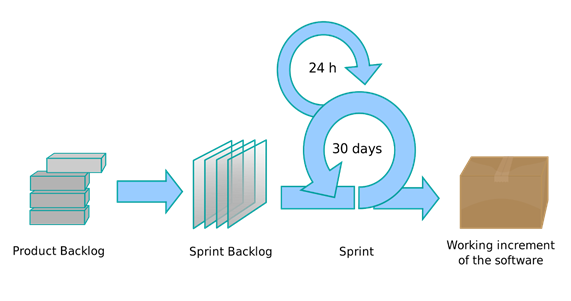 24 h
30 days
Product Backlog
Sprint Backlog
Sprint
Working increment
of the software